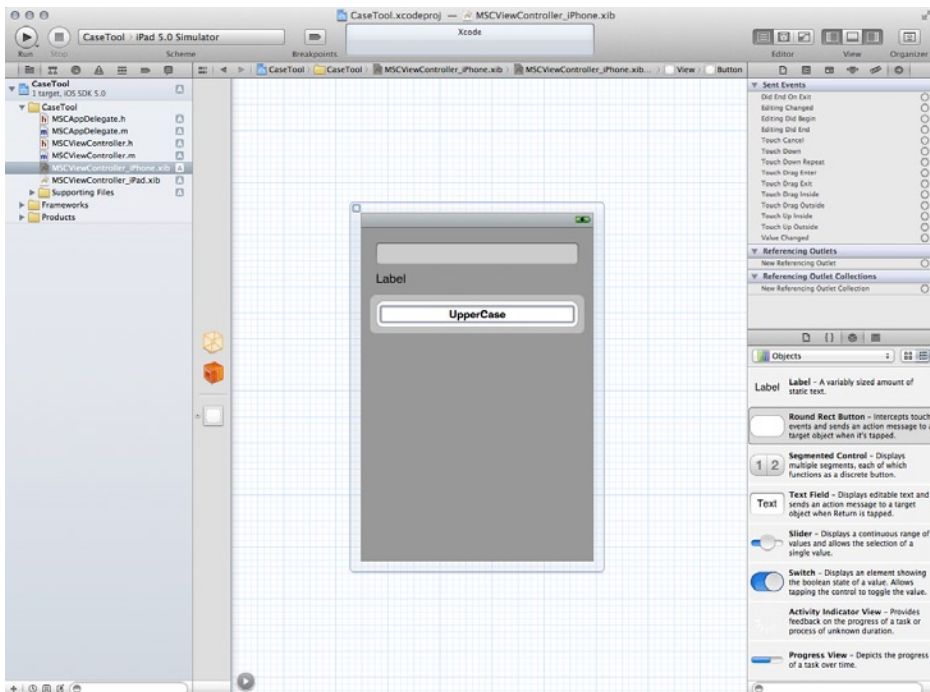 CaseTool.xcodeproj — MSCViewController_iPhone.xib
CaseTool iPad 5.0 Simulator
Xcode
Run Stop Scheme Breakpoints Editor View Organizer
CaseTool CaseTool MSCViewController_iPhone.xib MSCViewController_iPhone.xib... View Button
CaseTool
1 target, iOS SDK 5.0
CaseTool
MSCAppDelegate.h
MSCAppDelegate.m
MSCViewController.h
MSCViewController.m
MSCViewController_iPhone.xib
MSCViewController_iPad.xib
Supporting Files
Frameworks
Products
Label
UpperCase
Sent Events
Did End On Exit
Editing Changed
Editing Did Begin
Editing Did End
Touch Cancel
Touch Down
Touch Down Repeat
Touch Drag Enter
Touch Drag Exit
Touch Drag Inside
Touch Drag Outside
Touch Up Inside
Touch Up Outside
Value Changed
Referencing Outlets
New Referencing Outlet
Referencing Outlet Collections
New Referencing Outlet Collection
Objects
Label
Label - A variably sized amount of
static text.
Round Rect Button - Intercepts touch
events and sends an action message to a
target object when it's tapped.
1 2
Segmented Control - Displays
multiple segments, each of which
functions as a discrete button.
Text
Text Field - Displays editable text and
sends an action message to a target
object when Return is tapped.
Slider - Displays a continuous range of
values and allows the selection of a
single value.
Switch - Displays an element showing
the boolean state of a value. Allows
tapping the control to toggle the value.
Activity Indicator View - Provides
feedback on the progress of a task or
process of unknown duration.
Progress View - Depicts the progress
of a task over time.